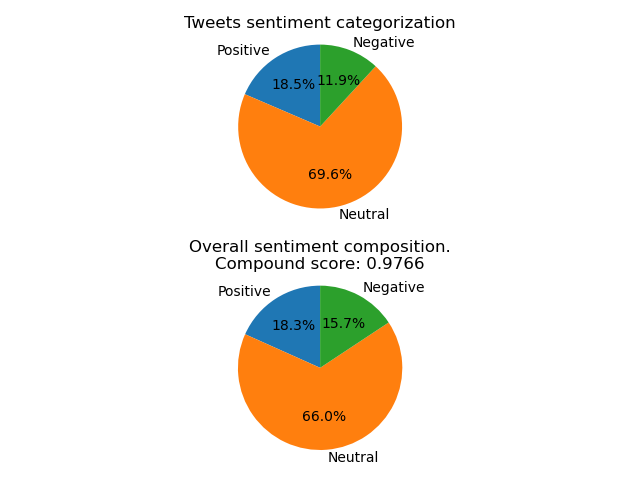 Tweets sentiment categorization
Positive
Negative
18.5%
11.9%
69.6%
Neutral
Overall sentiment composition.
Compound score: 0.9766
Positive
Negative
18.3%
15.7%
66.0%
Neutral